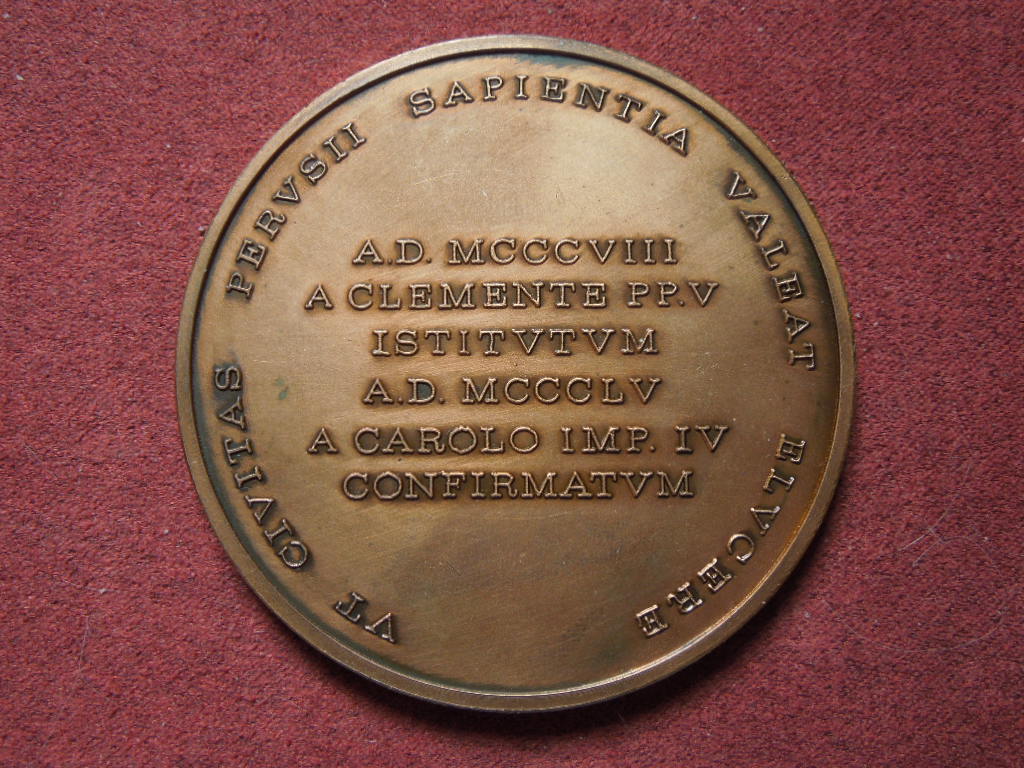 VT CIVITAS PERVSII SAPIENTIA VALEAT ELVCERE
A.D. MCCCVIII
A CLEMENTE PP.V
ISTITVTVM
A.D. MCCCLV
A CAROLO IMP. IV
CONFIRMATVM